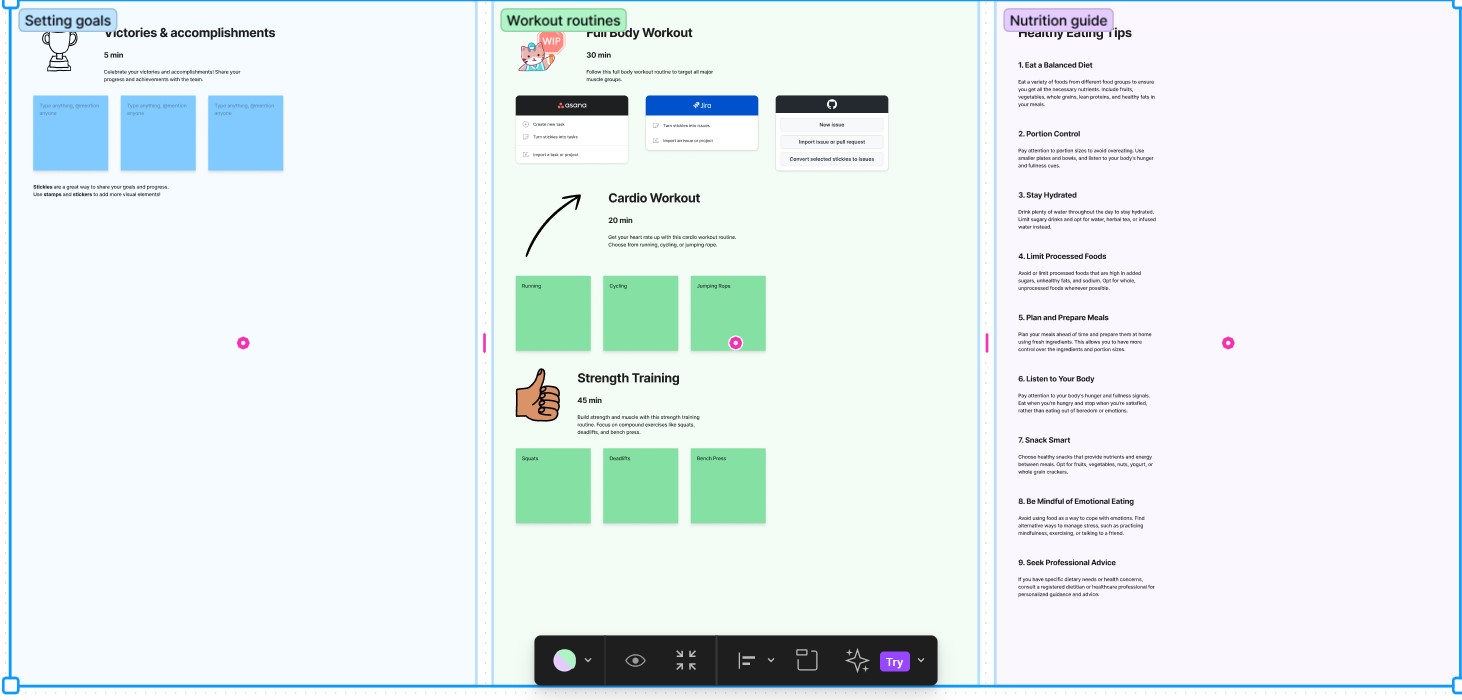 Setting goals
Victories & accomplishments
5 min
Celebrate your victories and accomplishments! Share your
progress and achievements with the team.
Type anything, @mention
anyone
Type anything, @mention
anyone
Type anything, @mention
anyone
Stickies are a great way to share your goals and progress.
Use stamps and stickers to add more visual elements!
Workout routines
Full Body Workout
WIP
30 min
Follow this full body workout routine to target all major
muscle groups.
asana
Create new task
Turn stickies into tasks
Import a task or project
Jira
Turn stickies into issues
Import an issue or project
New issue
Import issue or pull request
Convert selected stickies to issues
Cardio Workout
20 min
Get your heart rate up with this cardio workout routine.
Choose from running, cycling, or jumping rope.
Running
Cycling
Jumping Rope
Strength Training
45 min
Build strength and muscle with this strength training
routine. Focus on compound exercises like squats,
deadlifts, and bench press.
Squats
Deadlifts
Bench Press
Nutrition guide
Healthy Eating Tips
1. Eat a Balanced Diet
Eat a variety of foods from different food groups to ensure
you get all the necessary nutrients. Include fruits,
vegetables, whole grains, lean proteins, and healthy fats in
your meals.
2. Portion Control
Pay attention to portion sizes to avoid overeating. Use
smaller plates and bowls, and listen to your body's hunger
and fullness cues.
3. Stay Hydrated
Drink plenty of water throughout the day to stay hydrated.
Limit sugary drinks and opt for water, herbal tea, or infused
water instead.
4. Limit Processed Foods
Avoid or limit processed foods that are high in added
sugars, unhealthy fats, and sodium. Opt for whole,
unprocessed foods whenever possible.
5. Plan and Prepare Meals
Plan your meals ahead of time and prepare them at home
using fresh ingredients. This allows you to have more
control over the ingredients and portion sizes.
6. Listen to Your Body
Pay attention to your body's hunger and fullness signals.
Eat when you're hungry and stop when you're satisfied,
rather than eating out of boredom or emotions.
7. Snack Smart
Choose healthy snacks that provide nutrients and energy
between meals. Opt for fruits, vegetables, nuts, yogurt, or
whole grain crackers.
8. Be Mindful of Emotional Eating
Avoid using food as a way to cope with emotions. Find
alternative ways to manage stress, such as practicing
mindfulness, exercising, or talking to a friend.
9. Seek Professional Advice
If you have specific dietary needs or health concerns,
consult a registered dietitian or healthcare professional for
personalized guidance and advice.
Try